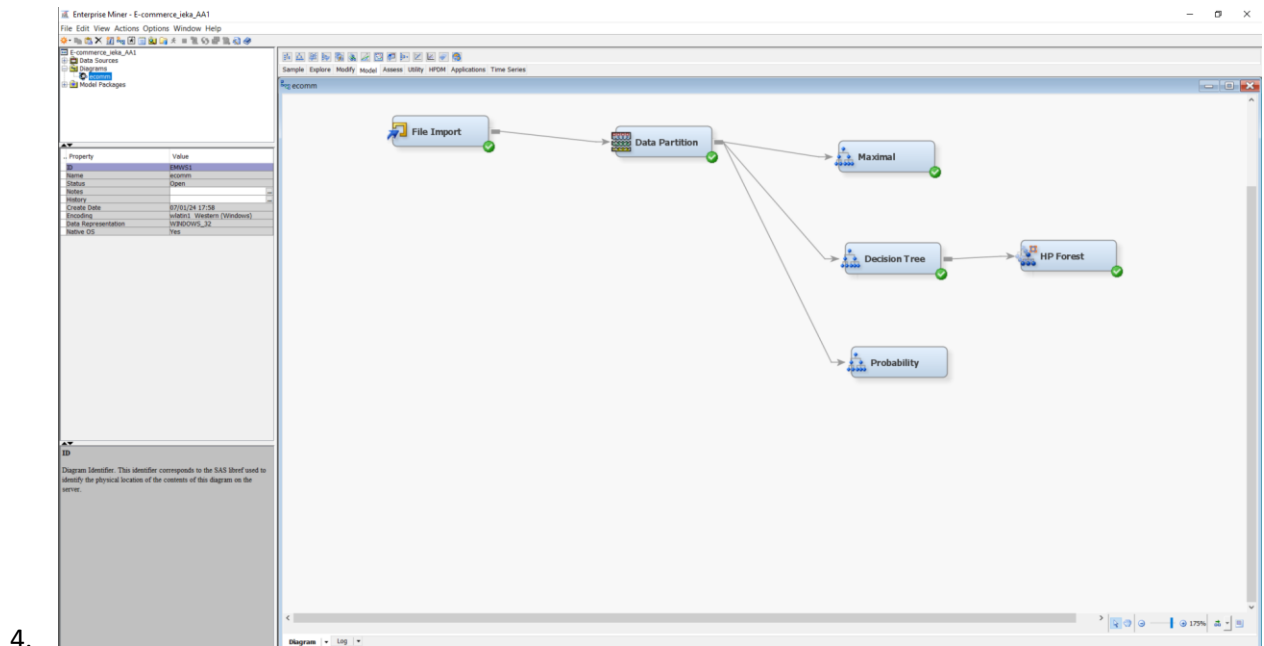 Enterprise Miner - E-commerce_ieka_AA1
File Edit View Actions Options Window Help
E-commerce_ieka_AA1
Data Sources
Diagrams
ecomm
Model Packages
Sample Explore Modify Model Assess Utility HPDM Applications Time Series
ecomm
File Import
Data Partition
Maximal
Decision Tree
HP Forest
Probability
.. Property Value
ID EMWS1
Name ecomm
Status Open
Notes
History
Create Date 07/01/24 17:58
Encoding wlatin1 Western (Windows)
Data Representation WINDOWS_32
Native OS Yes
ID
Diagram Identifier. This identifier corresponds to the SAS libref used to
identify the physical location of the contents of this diagram on the
server.
175%
Diagram Log
4.